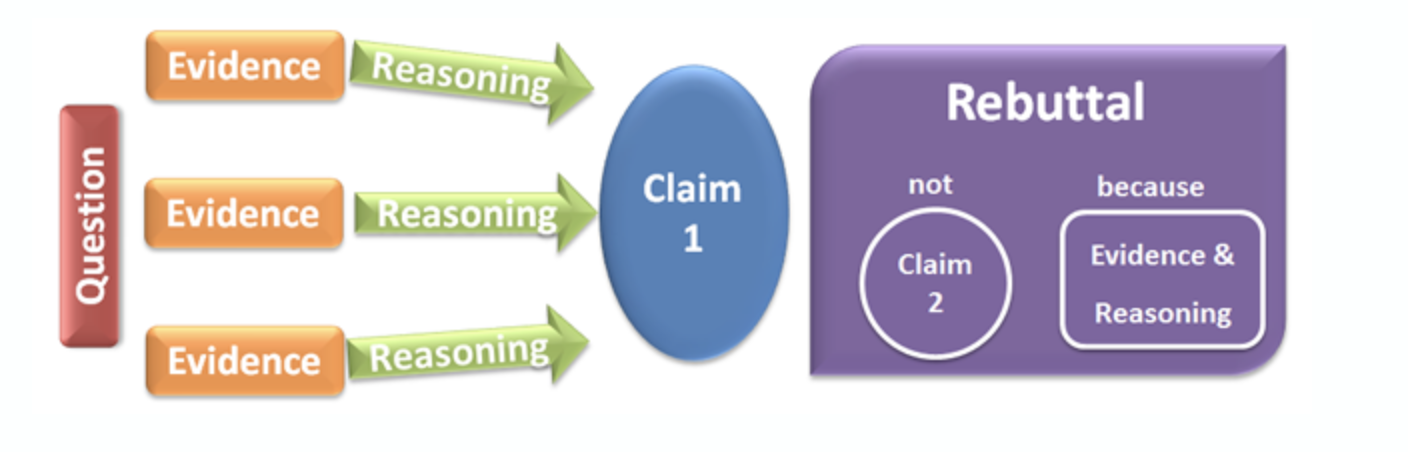 Question
Evidence
Reasoning
Evidence
Reasoning
Evidence
Reasoning
Claim
1
Rebuttal
not
Claim
2
because
Evidence &
Reasoning